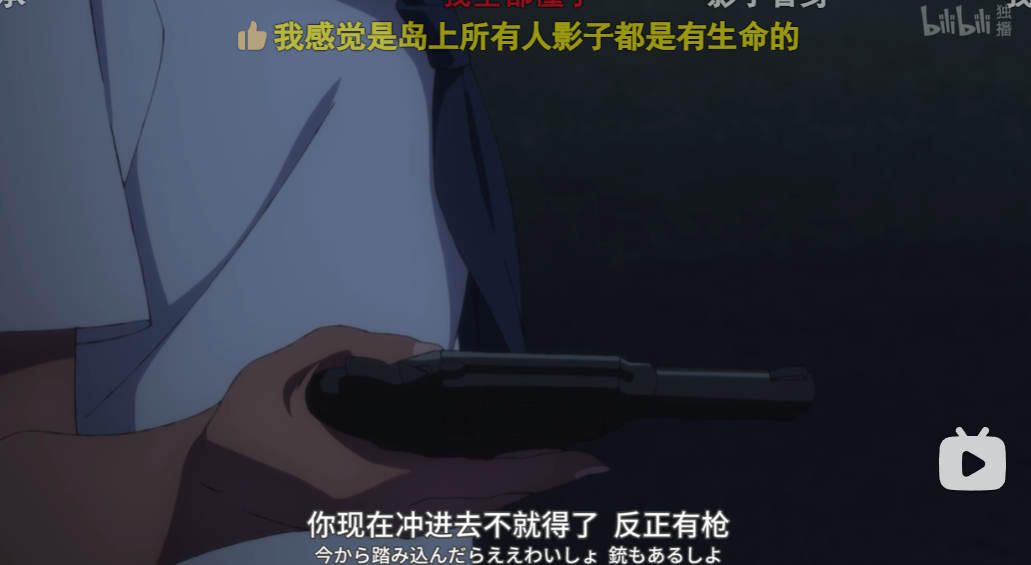 bilibili 独播
我感觉是岛上所有人影子都是有生命的
你现在冲进去不就得了 反正有枪
今から踏み込んだらええわいしょ 銃もあるしよ